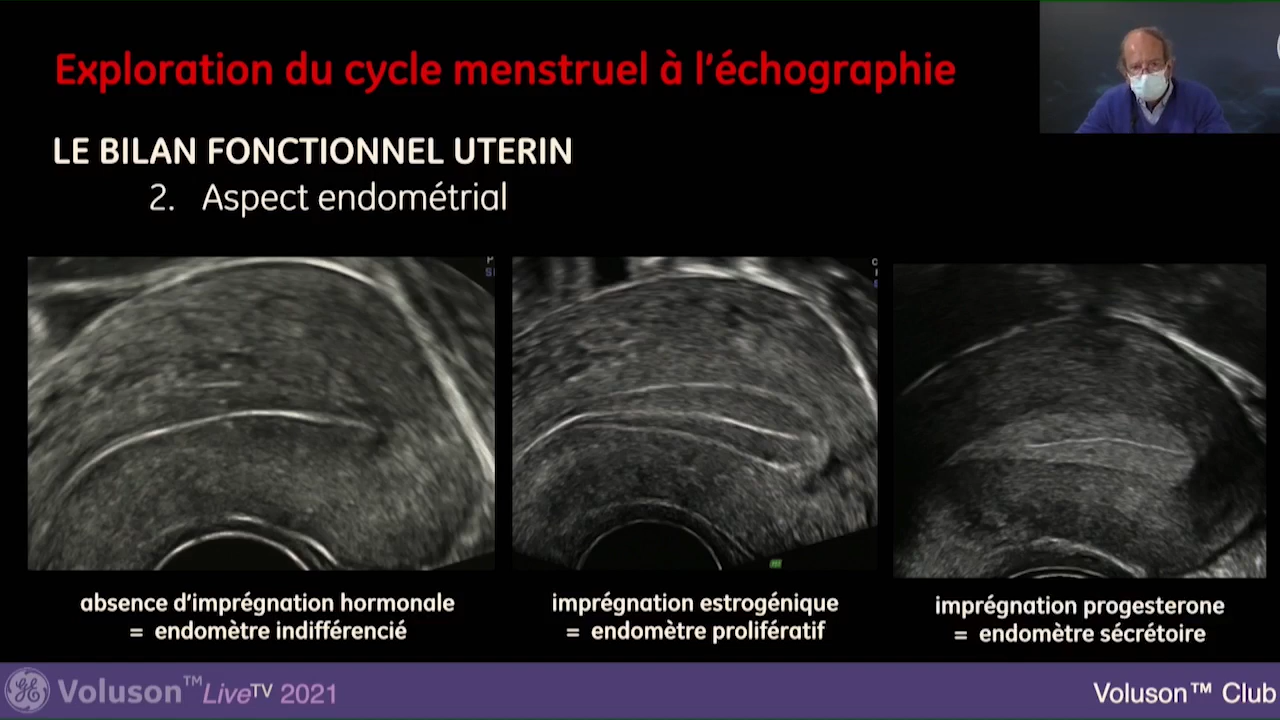 Exploration du cycle menstruel à l'échographie
LE BILAN FONCTIONNEL UTERIN
2. Aspect endométrial
absence d'imprégnation hormonale
= endomètre indifférencié
imprégnation estrogénique
= endomètre prolifératif
imprégnation progesterone
= endomètre sécrétoire
Voluson™ LiveTV 2021
Voluson™ Club